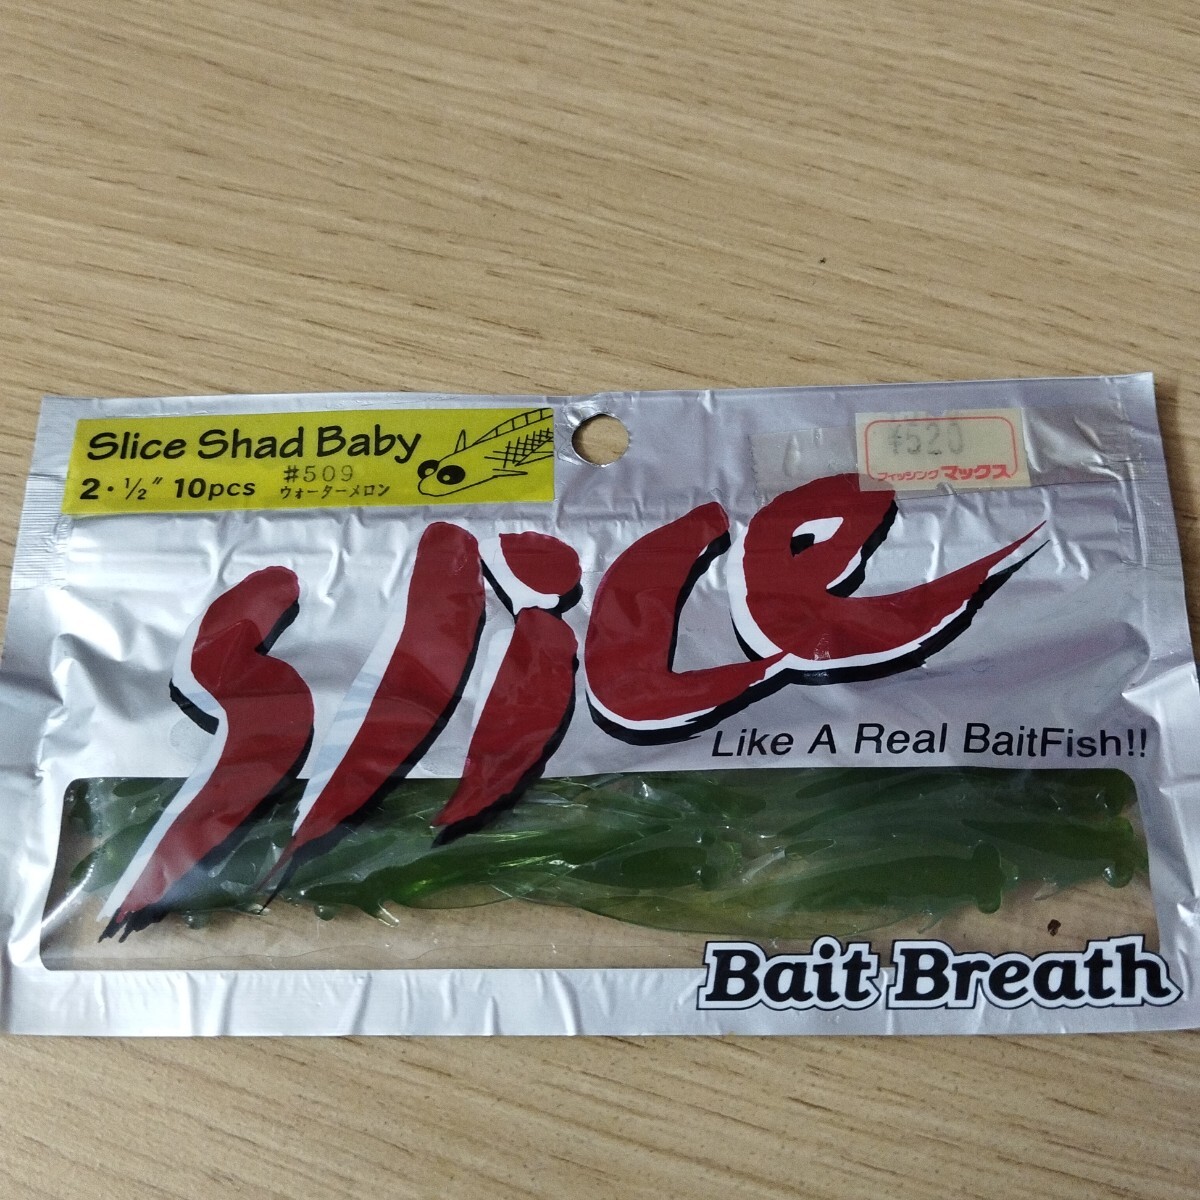 Slice Shad Baby
#509
2・½" 10pcs ウォーターメロン
¥520
フィッシングマックス
Slice
Like A Real BaitFish!!
Bait Breath